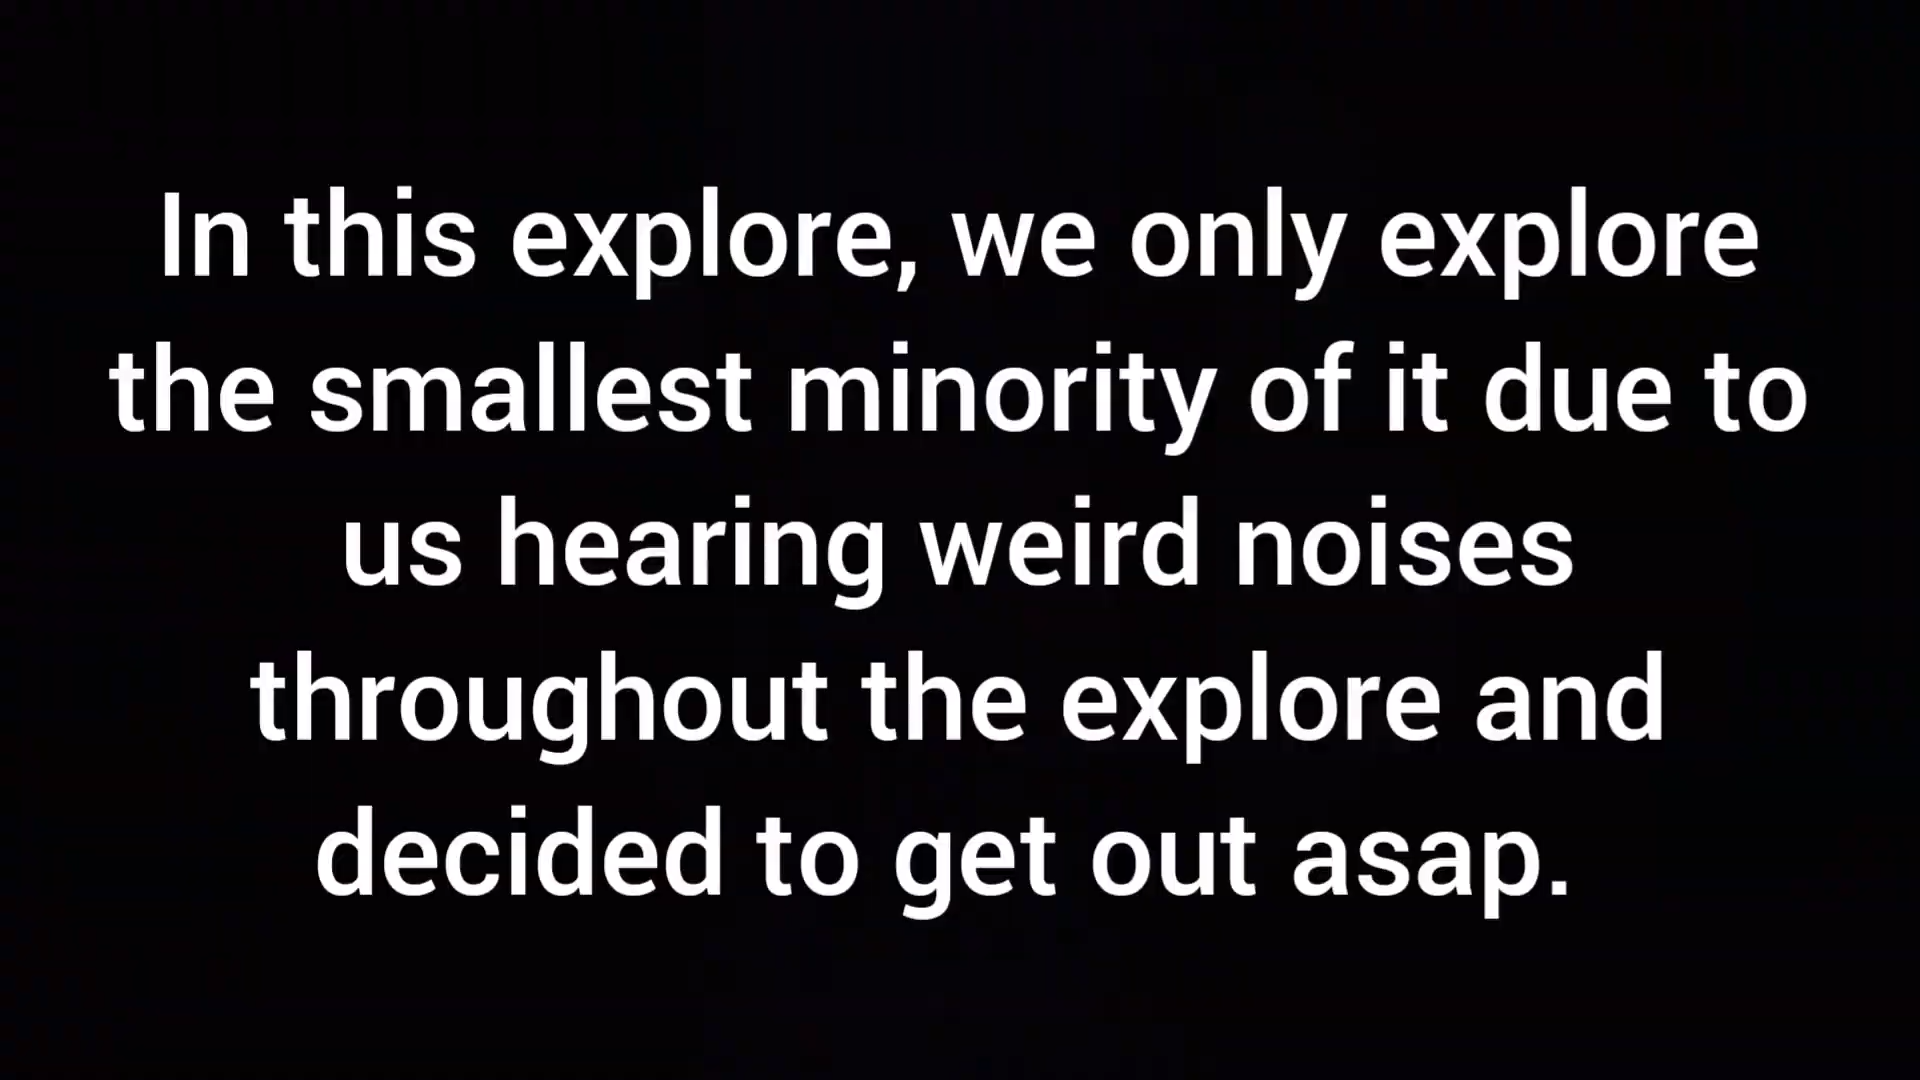 In this explore, we only explore
the smallest minority of it due to
us hearing weird noises
throughout the explore and
decided to get out asap.